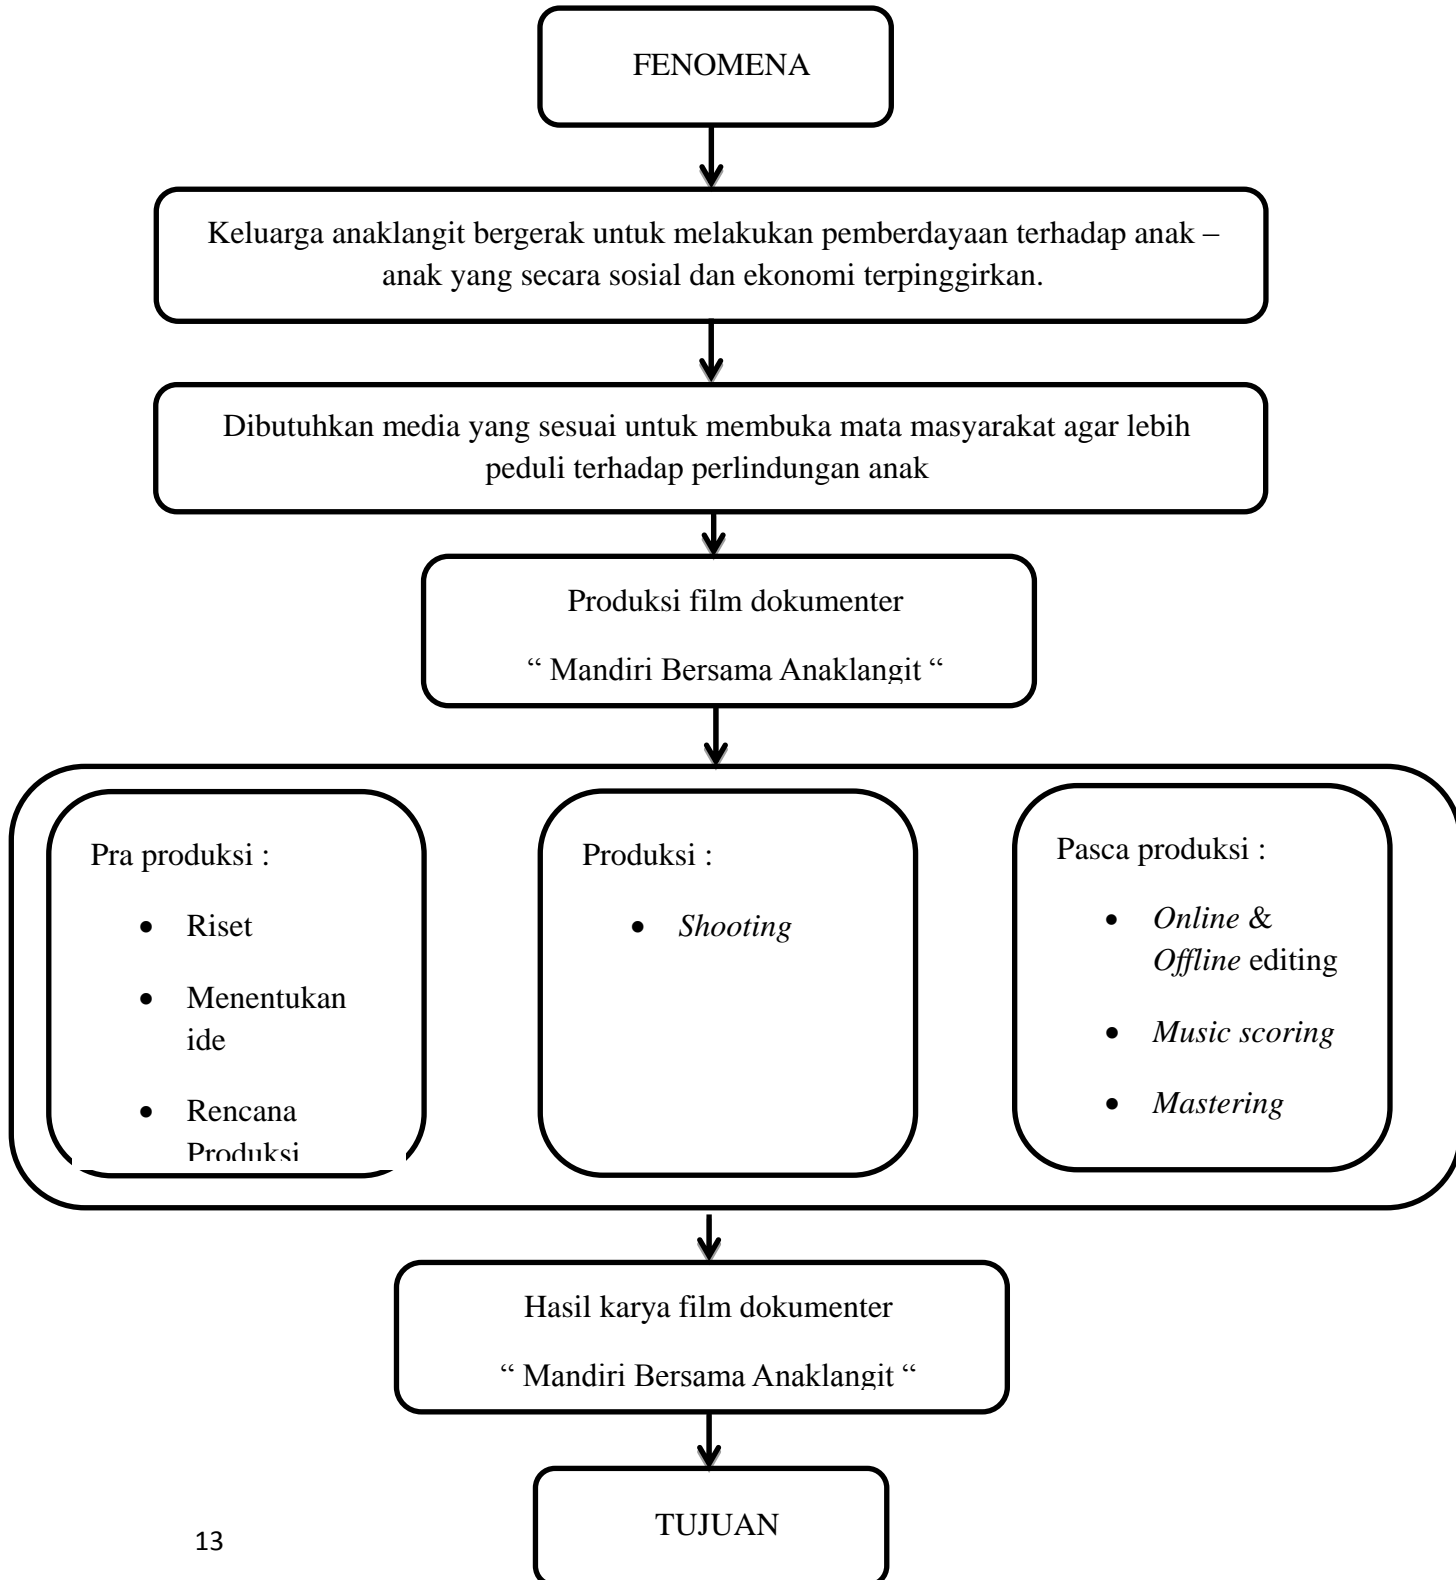 FENOMENA
Keluarga anaklangit bergerak untuk melakukan pemberdayaan terhadap anak –
anak yang secara sosial dan ekonomi terpinggirkan.
Dibutuhkan media yang sesuai untuk membuka mata masyarakat agar lebih
peduli terhadap perlindungan anak
Produksi film dokumenter
“ Mandiri Bersama Anaklangit “
Pra produksi :
• Riset
• Menentukan
ide
• Rencana
Produksi
Produksi :
• Shooting
Pasca produksi :
• Online &
Offline editing
• Music scoring
• Mastering
Hasil karya film dokumenter
“ Mandiri Bersama Anaklangit “
TUJUAN
13